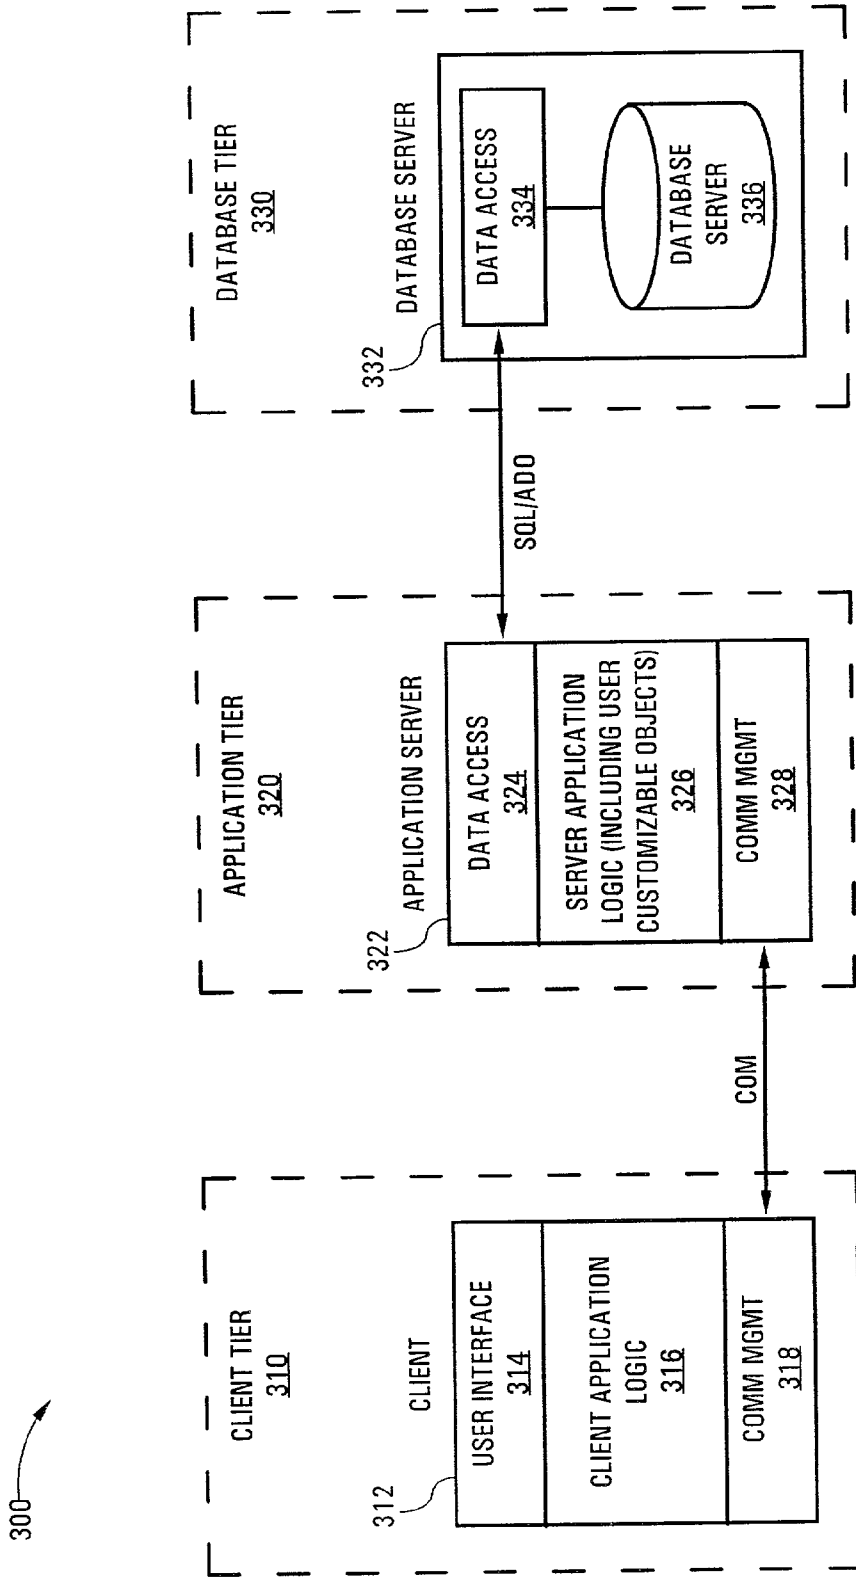 300
CLIENT TIER
310
CLIENT
312
USER INTERFACE
314
CLIENT APPLICATION
LOGIC
316
COMM MGMT
318
COM
APPLICATION TIER
320
APPLICATION SERVER
322
DATA ACCESS
324
SERVER APPLICATION
LOGIC (INCLUDING USER
CUSTOMIZABLE OBJECTS)
326
COMM MGMT
328
SQL/ADO
DATABASE TIER
330
DATABASE SERVER
332
DATA ACCESS
334
DATABASE
SERVER
336